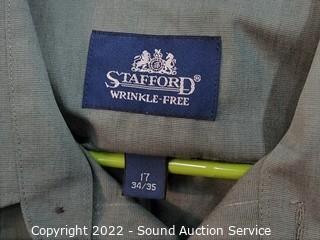 STAFFORD®
WRINKLE-FREE
17
34/35
Copyright 2022 - Sound Auction Service